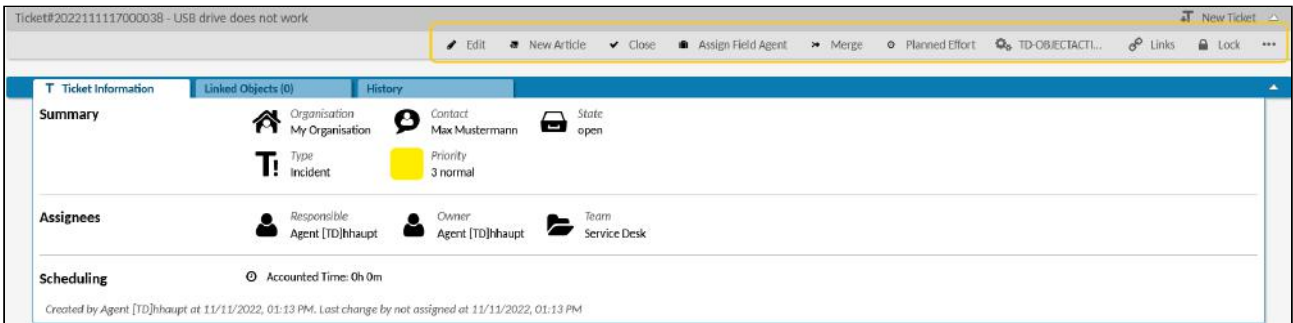 Ticket#2022111117000038 - USB drive does not work
New Ticket
Edit New Article Close Assign Field Agent Merge Planned Effort TD-OBJECTACTI... Links Lock •••
Ticket Information Linked Objects (0) History
Summary
Organisation Contact State
My Organisation Max Mustermann open
Type Priority
Incident 3 normal
Assignees
Responsible Owner Team
Agent [TD]hhaupt Agent [TD]hhaupt Service Desk
Scheduling
Accounted Time: 0h 0m
Created by Agent [TD]hhaupt at 11/11/2022, 01:13 PM. Last change by not assigned at 11/11/2022, 01:13 PM